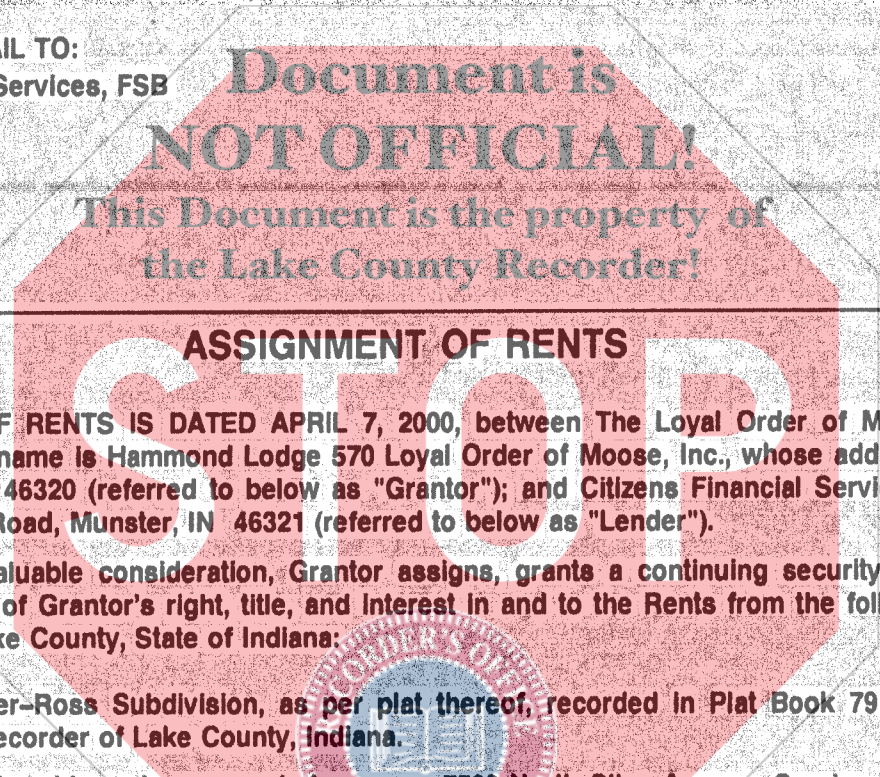 AIL TO:
Services, FSB
Document is
NOT OFFICIAL!
This Document is the property of
the Lake County Recorder!
ASSIGNMENT OF RENTS
STOP
F RENTS IS DATED APRIL 7, 2000, between The Loyal Order of M
name is Hammond Lodge 570 Loyal Order of Moose, Inc., whose add
46320 (referred to below as "Grantor"); and Citizens Financial Servi
Road, Munster, IN 46321 (referred to below as "Lender").
aluable consideration, Grantor assigns, grants a continuing security
of Grantor's right, title, and interest in and to the Rents from the foll
ke County, State of Indiana:
RECORDER'S OFFICE
er-Ross Subdivision, as per plat thereof, recorded in Plat Book 79
ecorder of Lake County, Indiana.